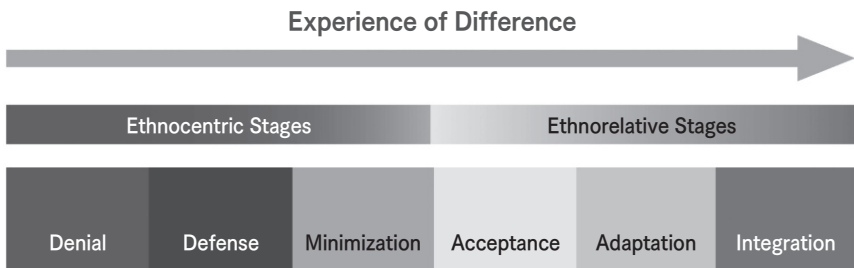 Experience of Difference
Ethnocentric Stages Ethnorelative Stages
Denial Defense Minimization Acceptance Adaptation Integration